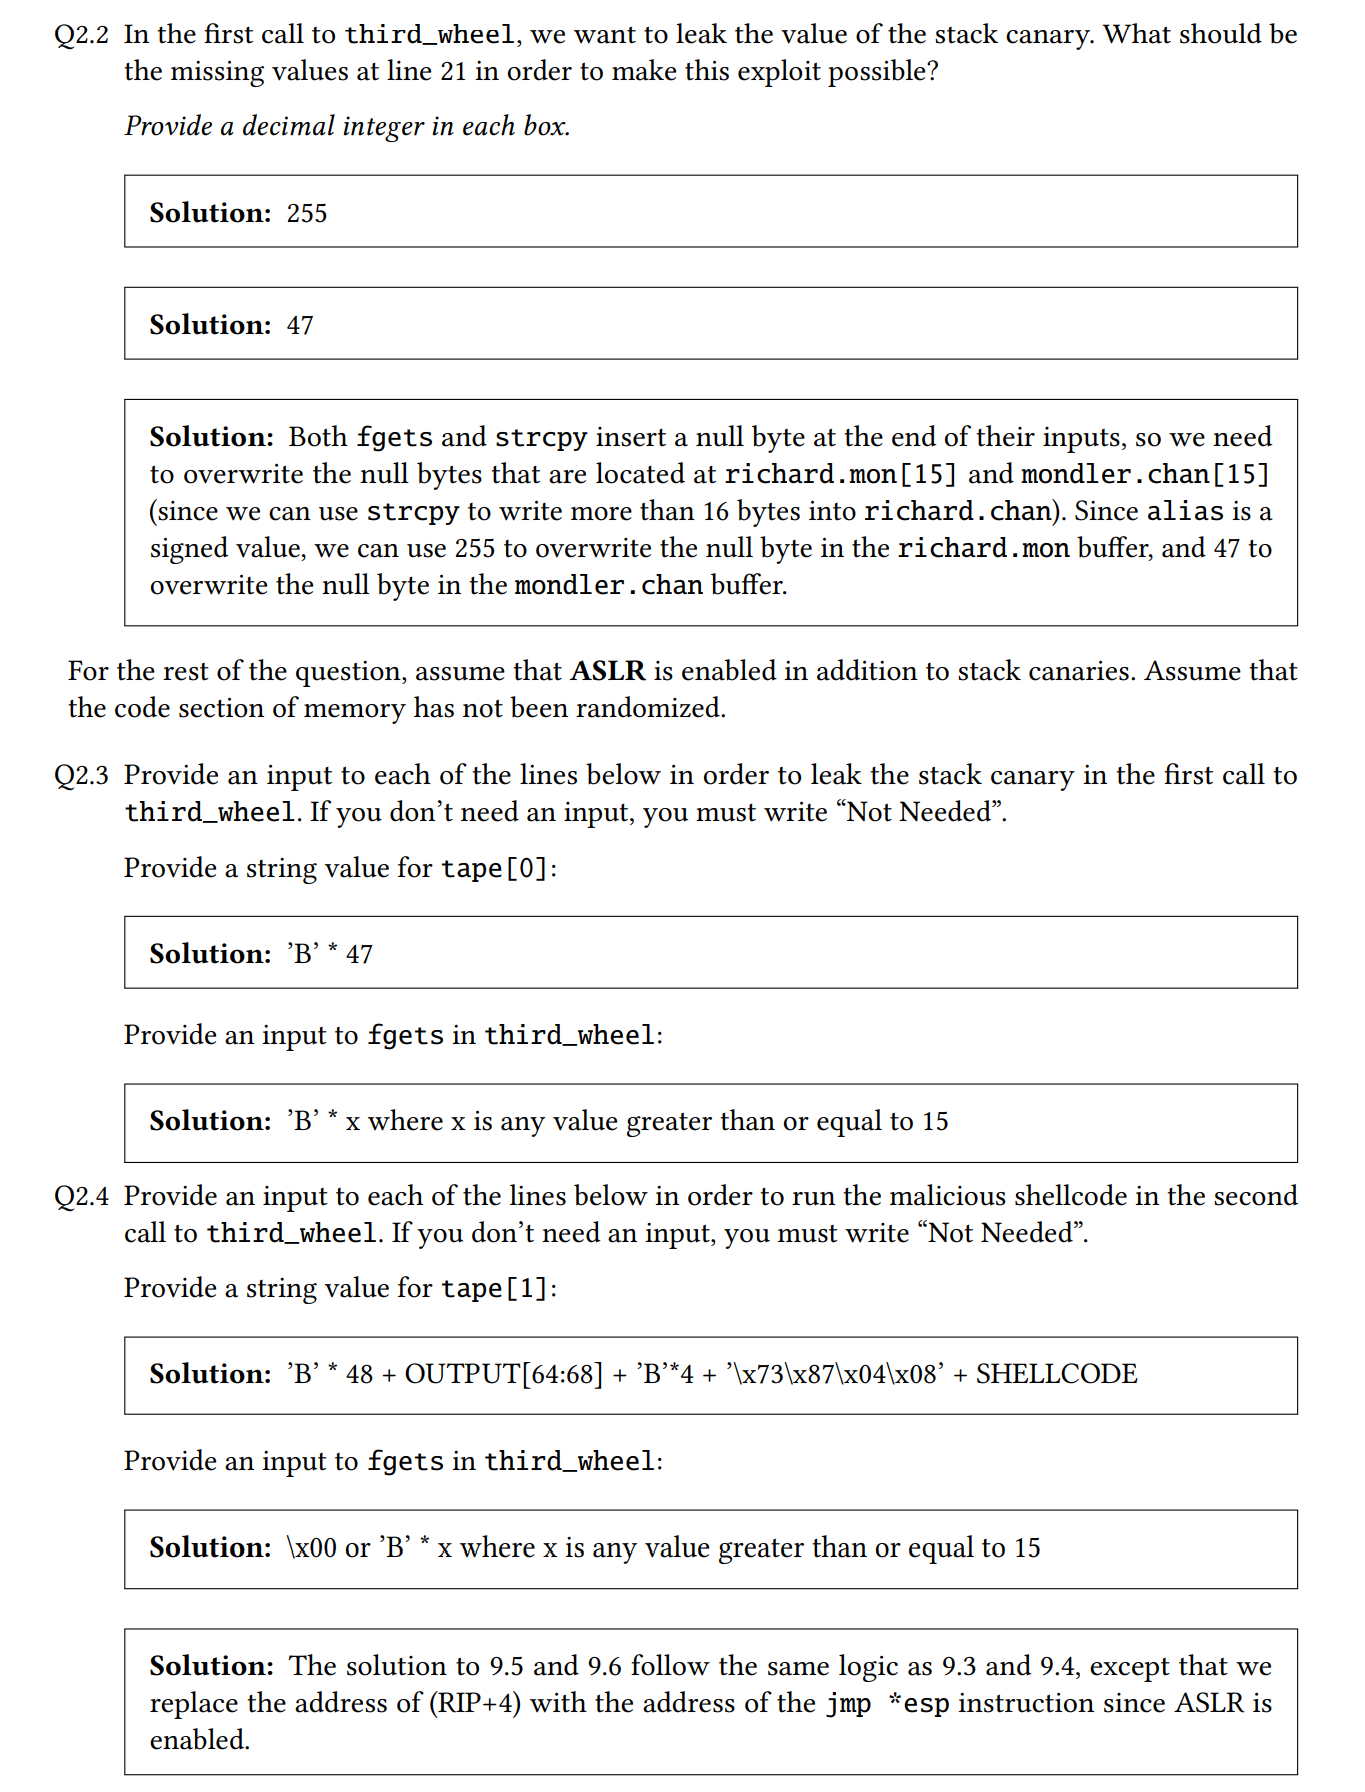 Q2.2 In the first call to third_wheel, we want to leak the value of the stack canary. What should be
the missing values at line 21 in order to make this exploit possible?
Provide a decimal integer in each box.
Solution: 255
Solution: 47
Solution: Both fgets and strcpy insert a null byte at the end of their inputs, so we need
to overwrite the null bytes that are located at richard.mon[15] and mondler.chan[15]
(since we can use strcpy to write more than 16 bytes into richard.chan). Since alias is a
signed value, we can use 255 to overwrite the null byte in the richard.mon buffer, and 47 to
overwrite the null byte in the mondler.chan buffer.
For the rest of the question, assume that ASLR is enabled in addition to stack canaries. Assume that
the code section of memory has not been randomized.
Q2.3 Provide an input to each of the lines below in order to leak the stack canary in the first call to
third_wheel. If you don’t need an input, you must write “Not Needed”.
Provide a string value for tape[0]:
Solution: ’B’ * 47
Provide an input to fgets in third_wheel:
Solution: ’B’ * x where x is any value greater than or equal to 15
Q2.4 Provide an input to each of the lines below in order to run the malicious shellcode in the second
call to third_wheel. If you don’t need an input, you must write “Not Needed”.
Provide a string value for tape[1]:
Solution: ’B’ * 48 + OUTPUT[64:68] + ’B’*4 + ’\x73\x87\x04\x08’ + SHELLCODE
Provide an input to fgets in third_wheel:
Solution: \x00 or ’B’ * x where x is any value greater than or equal to 15
Solution: The solution to 9.5 and 9.6 follow the same logic as 9.3 and 9.4, except that we
replace the address of (RIP+4) with the address of the jmp *esp instruction since ASLR is
enabled.